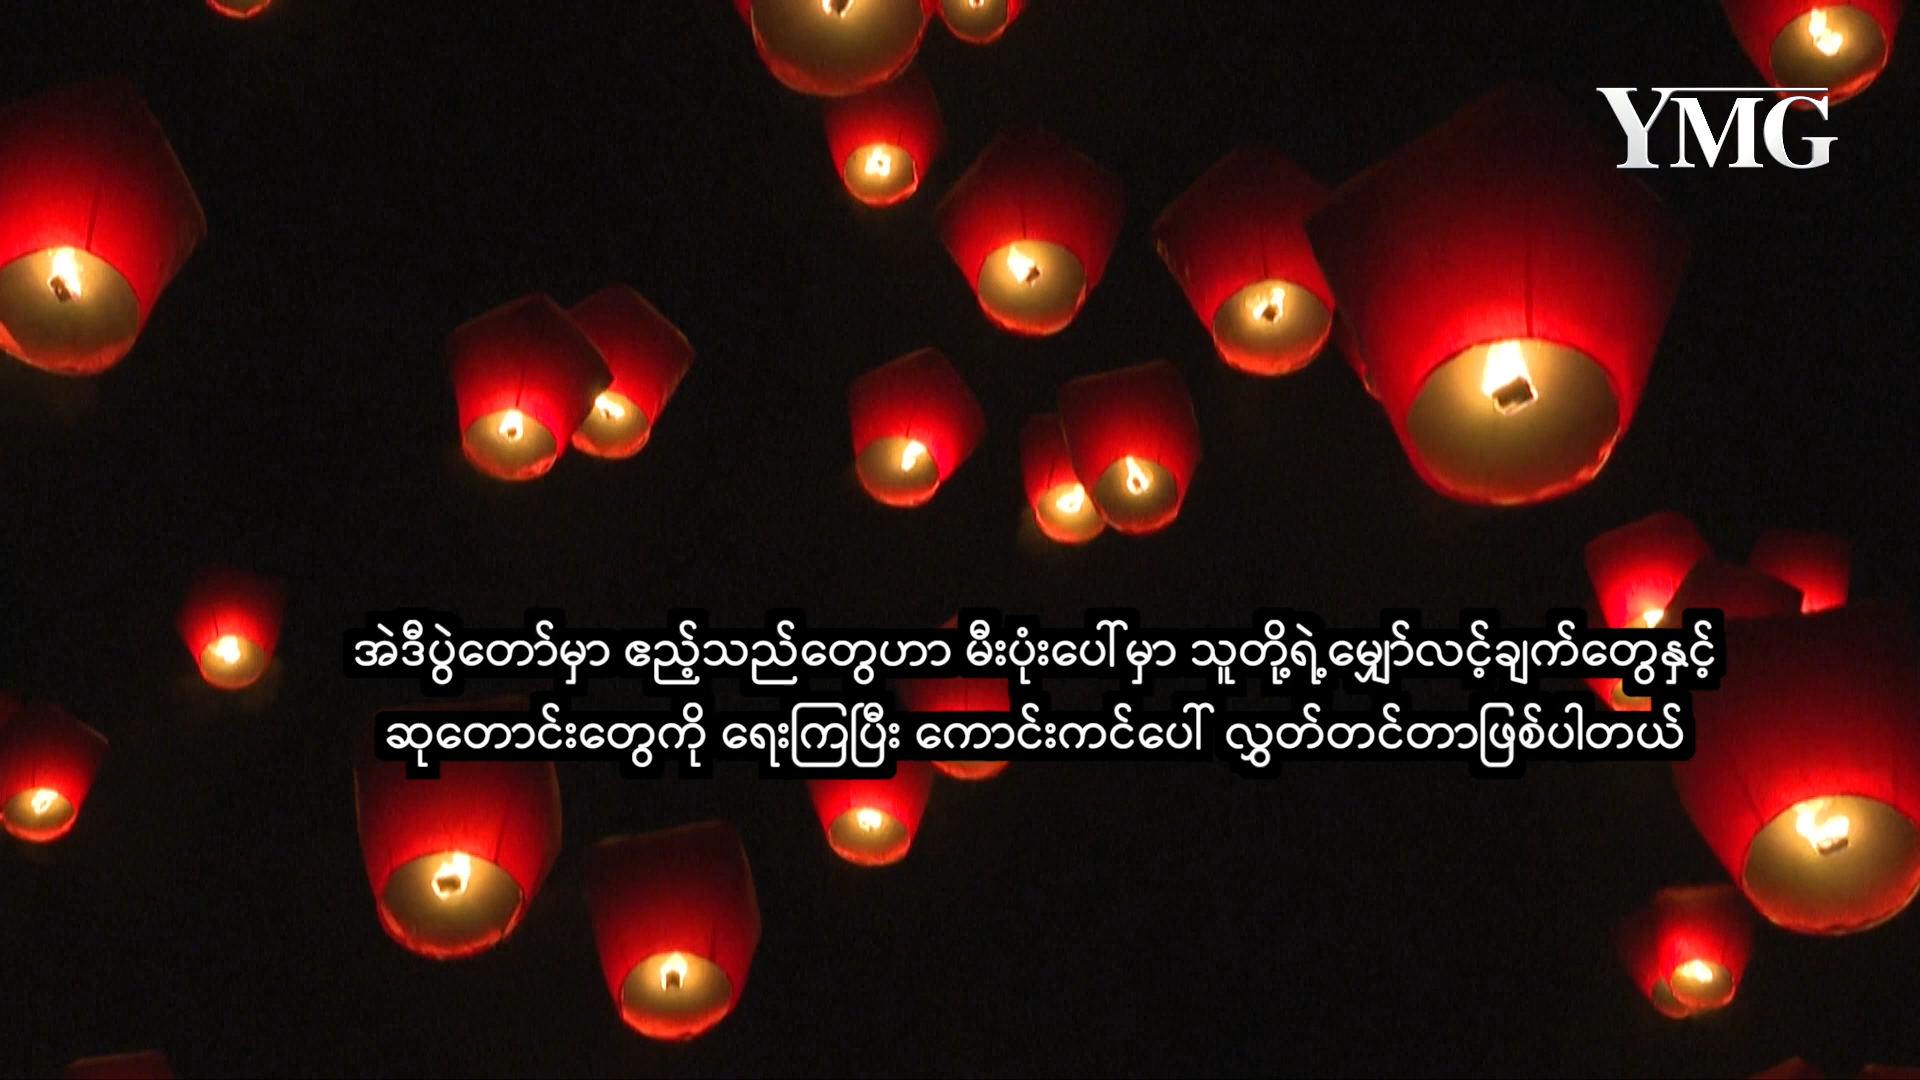 YMG
အဲဒီပွဲတော်မှာ ဧည့်သည်တွေဟာ မီးပုံးပေါ်မှာ သူတို့ရဲ့မျှော်လင့်ချက်တွေနှင့်
ဆုတောင်းတွေကို ရေးကြပြီး ကောင်းကင်ပေါ် လွှတ်တင်တာဖြစ်ပါတယ်